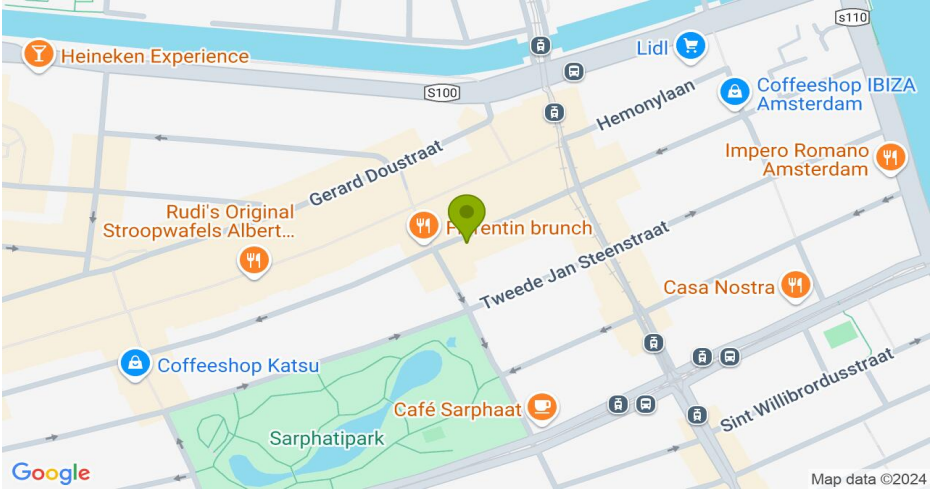 s110
Heineken Experience
Lidl
S100
Coffeeshop IBIZA
Amsterdam
Hemonylaan
Gerard Doustraat
Impero Romano
Amsterdam
Rudi's Original
Stroopwafels Albert...
Florentin brunch
Tweede Jan Steenstraat
Casa Nostra
Coffeeshop Katsu
Café Sarphaat
Sint Willibrordusstraat
Sarphatipark
Google
Map data ©2024